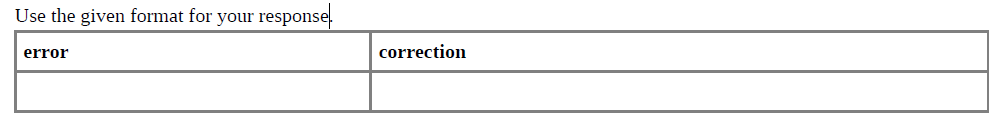 Use the given format for your response.
error correction